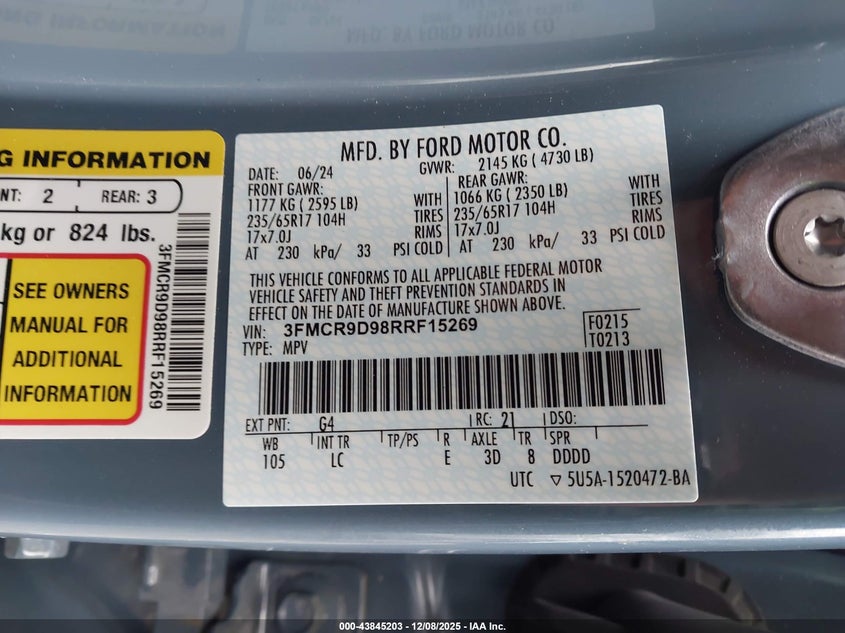 MFD. BY FORD MOTOR CO.
DATE: 06/24 GVWR: 2145 KG ( 4730 LB)
FRONT GAWR: REAR GAWR:
1177 KG ( 2595 LB) WITH 1066 KG ( 2350 LB) WITH
235/65R17 104H TIRES 235/65R17 104H TIRES
17x7.0J RIMS 17x7.0J RIMS
AT 230 kPa/ 33 PSI COLD AT 230 kPa/ 33 PSI COLD
THIS VEHICLE CONFORMS TO ALL APPLICABLE FEDERAL MOTOR
VEHICLE SAFETY AND THEFT PREVENTION STANDARDS IN
EFFECT ON THE DATE OF MANUFACTURE SHOWN ABOVE.
VIN: 3FMCR9D98RRF15269 F0215
TYPE: MPV T0213
EXT PNT: G4 RC: 21 DSO:
WB INT TR TP/PS R AXLE TR SPR
105 LC E 3D 8 DDDD
UTC ▽ 5U5A-1520472-BA
INFORMATION
NT: 2 REAR: 3
kg or 824 lbs.
SEE OWNERS
MANUAL FOR
ADDITIONAL
INFORMATION
3FMCR9D98RRF15269
MFD. BY FORD MOTOR CO.
000-43845203 - 12/08/2025 - IAA Inc.